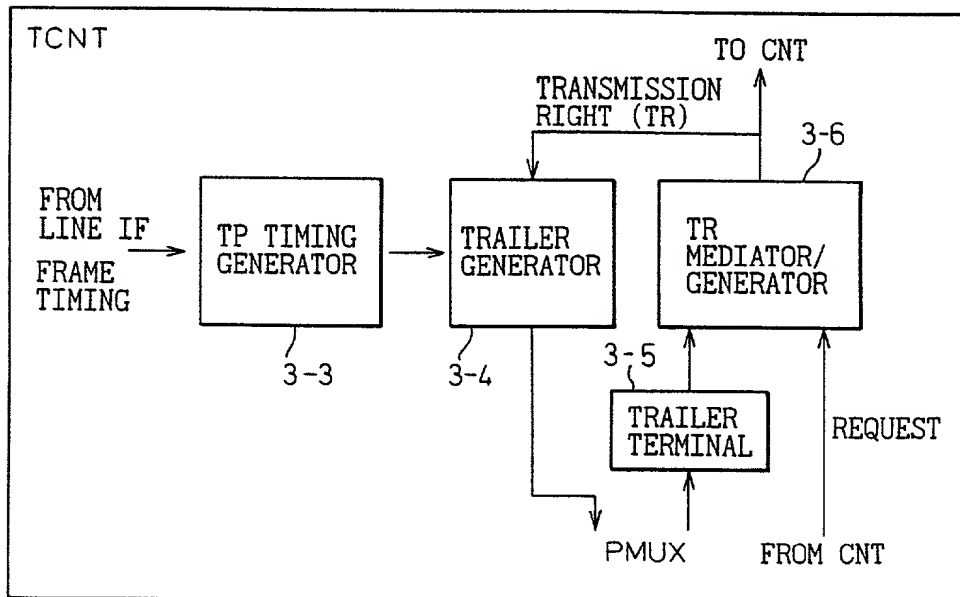 TCNT
TO CNT
TRANSMISSION
RIGHT (TR)
3-6
FROM
LINE IF
FRAME
TIMING
TP TIMING
GENERATOR
TRAILER
GENERATOR
TR
MEDIATOR/
GENERATOR
3-3
3-4
3-5
TRAILER
TERMINAL
REQUEST
PMUX
FROM CNT